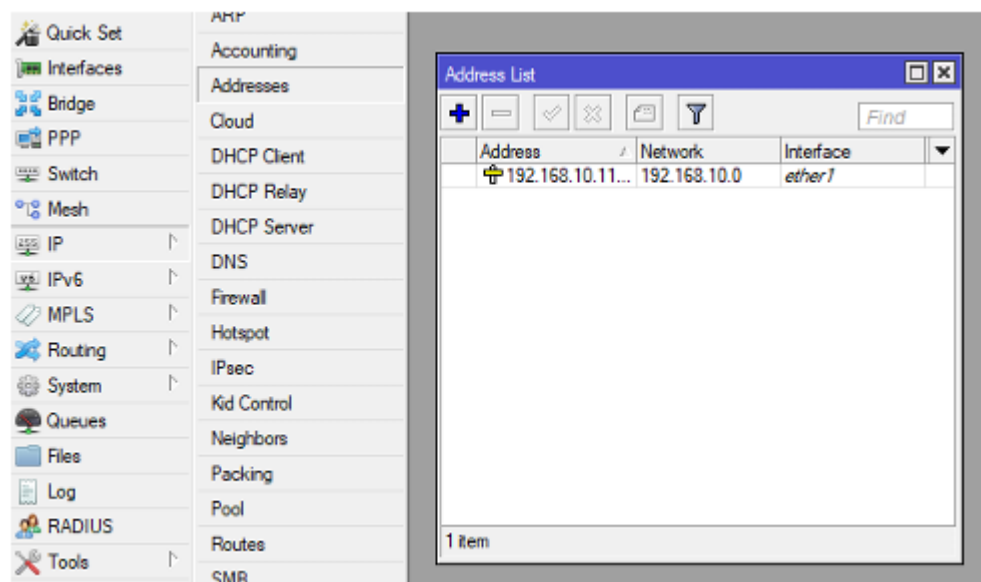 Quick Set
Interfaces
Bridge
PPP
Switch
Mesh
IP
IPv6
MPLS
Routing
System
Queues
Files
Log
RADIUS
Tools
ARP
Accounting
Addresses
Cloud
DHCP Client
DHCP Relay
DHCP Server
DNS
Firewall
Hotspot
IPsec
Kid Control
Neighbors
Packing
Pool
Routes
SMB
Address List
Find
Address Network Interface
192.168.10.11... 192.168.10.0 ether1
1 item